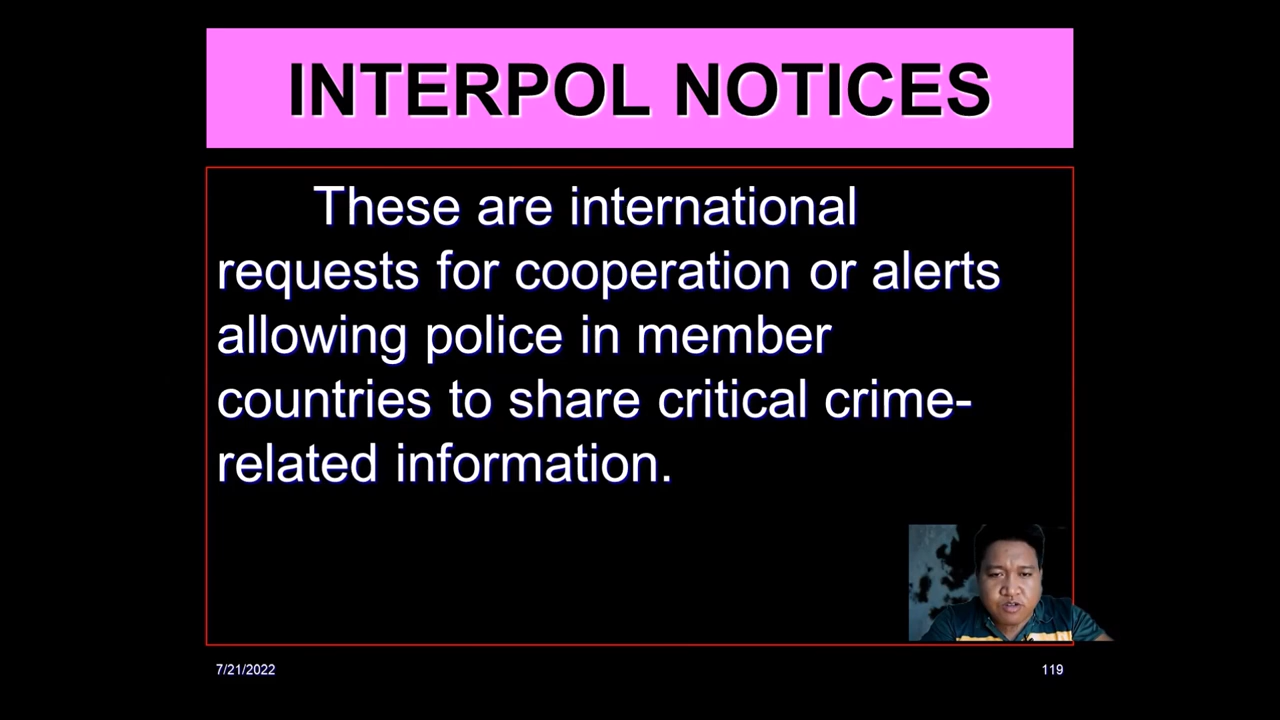 INTERPOL NOTICES
These are international
requests for cooperation or alerts
allowing police in member
countries to share critical crime-
related information.
7/21/2022
119